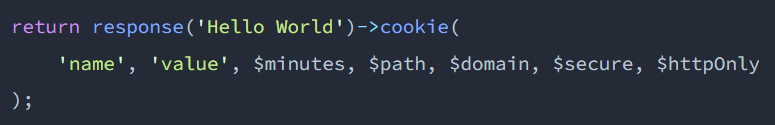 return response('Hello World')->cookie(
    'name', 'value', $minutes, $path, $domain, $secure, $httpOnly
);